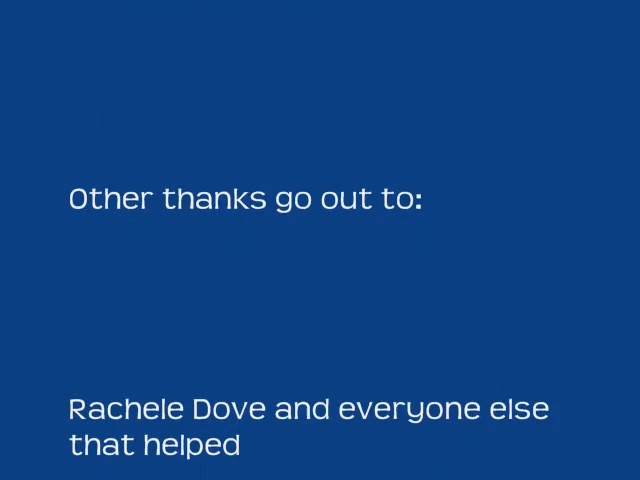 Other thanks go out to:
Rachele Dove and everyone else
that helped